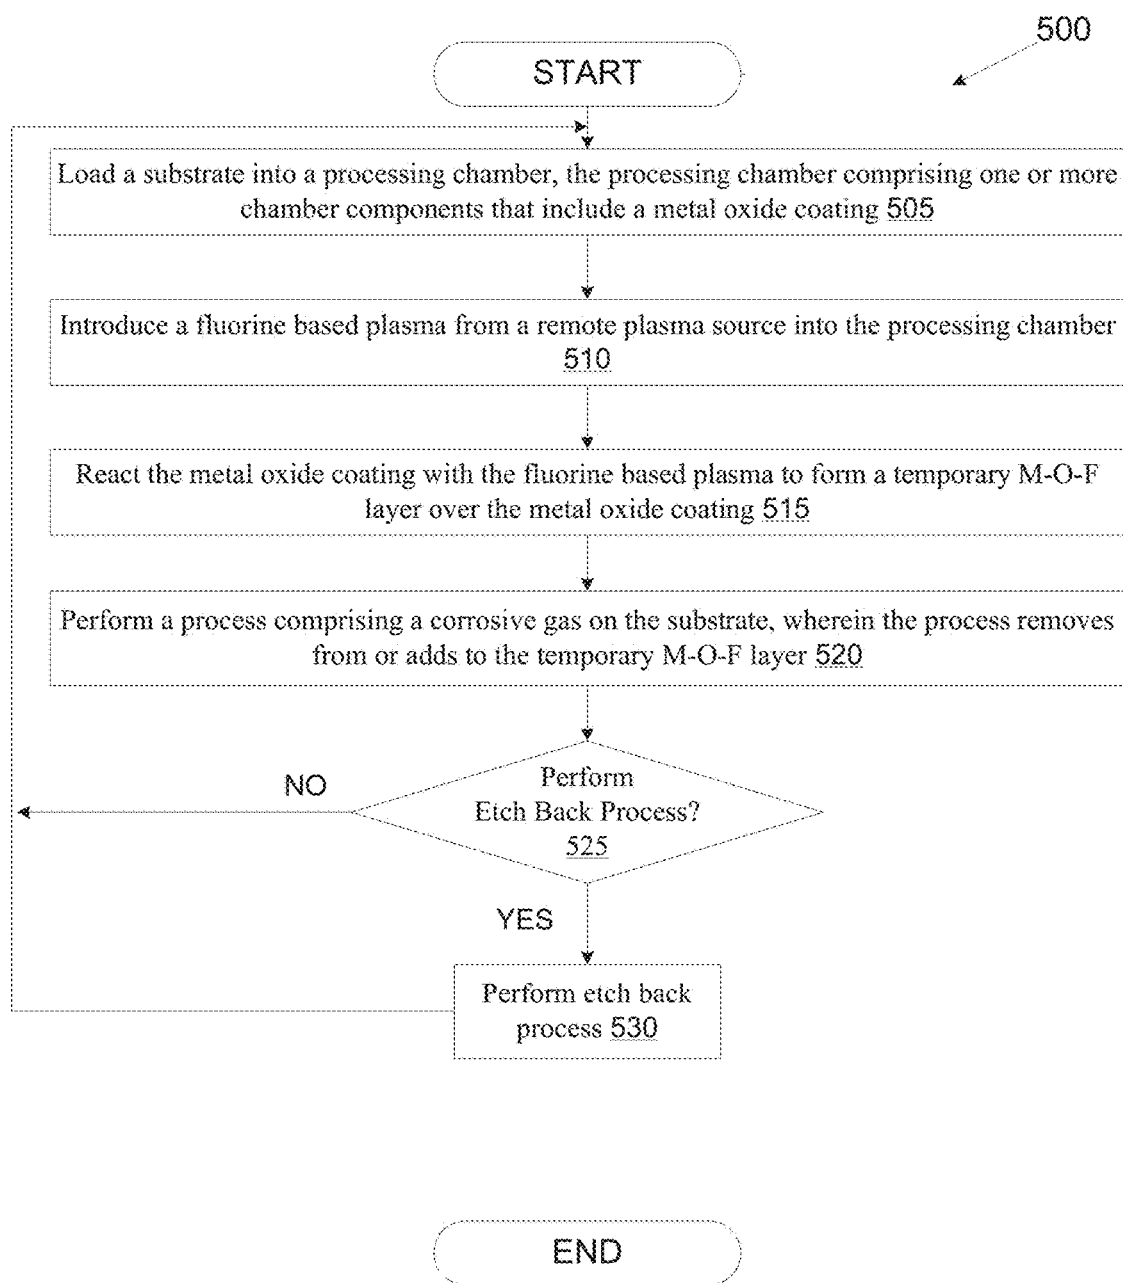 500
START
Load a substrate into a processing chamber, the processing chamber comprising one or more
chamber components that include a metal oxide coating 505
Introduce a fluorine based plasma from a remote plasma source into the processing chamber
510
React the metal oxide coating with the fluorine based plasma to form a temporary M-O-F
layer over the metal oxide coating 515
Perform a process comprising a corrosive gas on the substrate, wherein the process removes
from or adds to the temporary M-O-F layer 520
Perform
Etch Back Process?
525
NO
YES
Perform etch back
process 530
END